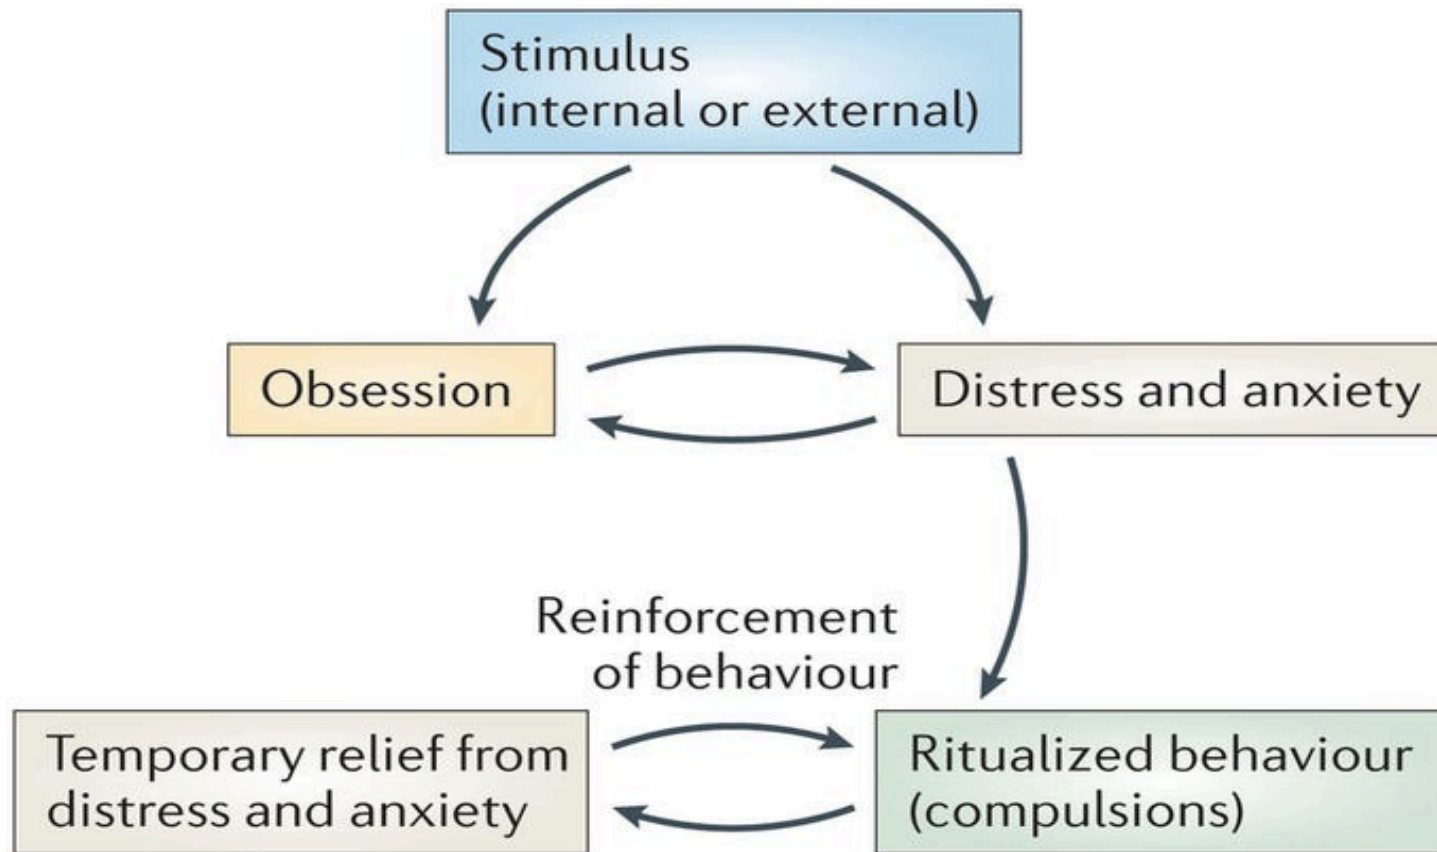 Stimulus
(internal or external)
Obsession
Distress and anxiety
Reinforcement
of behaviour
Temporary relief from
distress and anxiety
Ritualized behaviour
(compulsions)